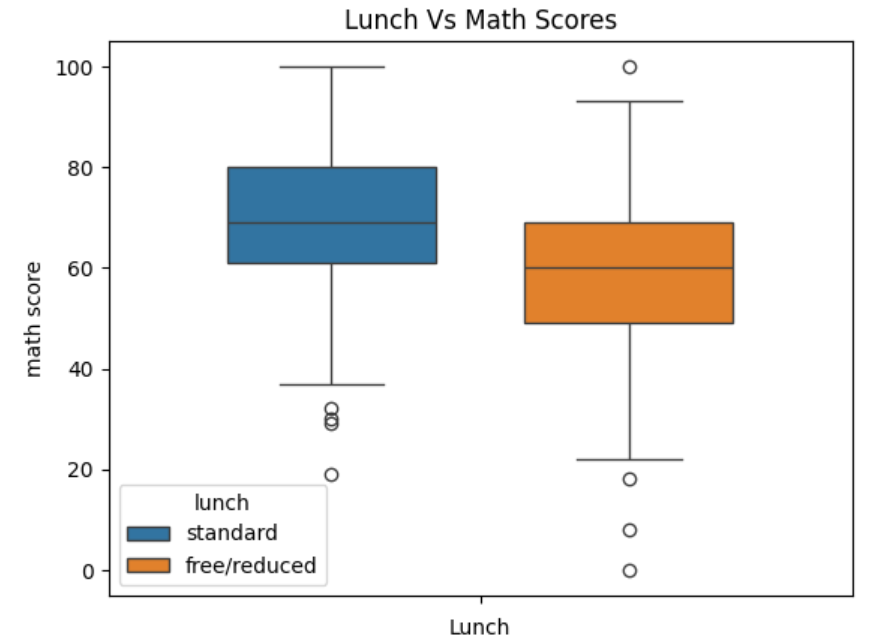 Lunch Vs Math Scores
100
80
60
40
20
0
math score
lunch
standard
free/reduced
Lunch